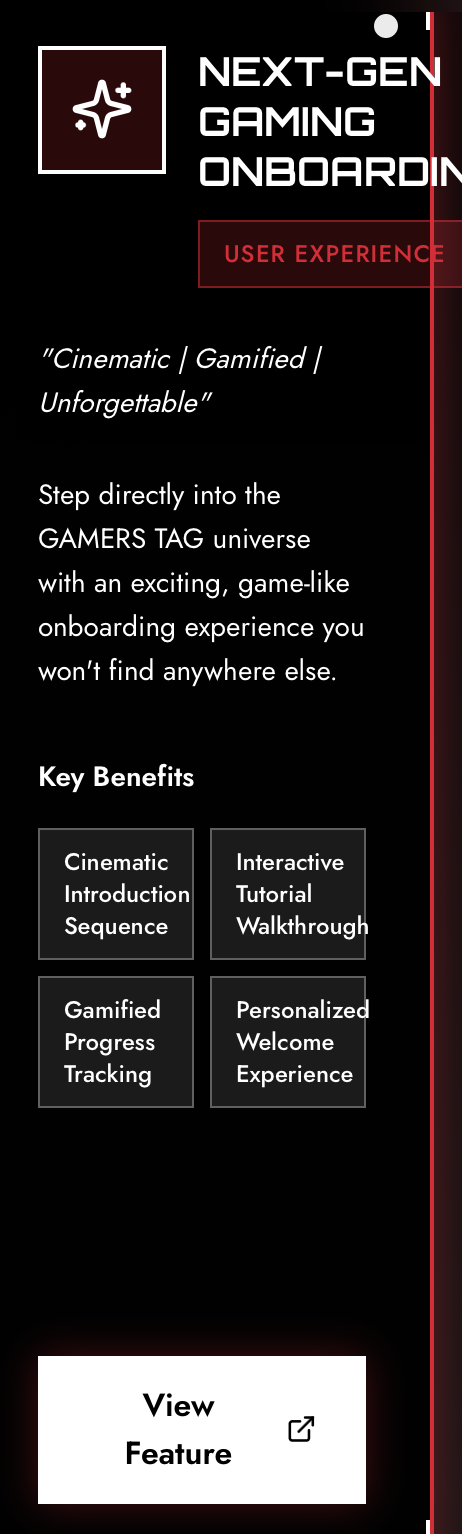 NEXT-GEN
GAMING
ONBOARDIN
USER EXPERIENCE
"Cinematic | Gamified |
Unforgettable"
Step directly into the
GAMERS TAG universe
with an exciting, game-like
onboarding experience you
won't find anywhere else.
Key Benefits
Cinematic
Introduction
Sequence
Interactive
Tutorial
Walkthrough
Gamified
Progress
Tracking
Personalized
Welcome
Experience
View
Feature